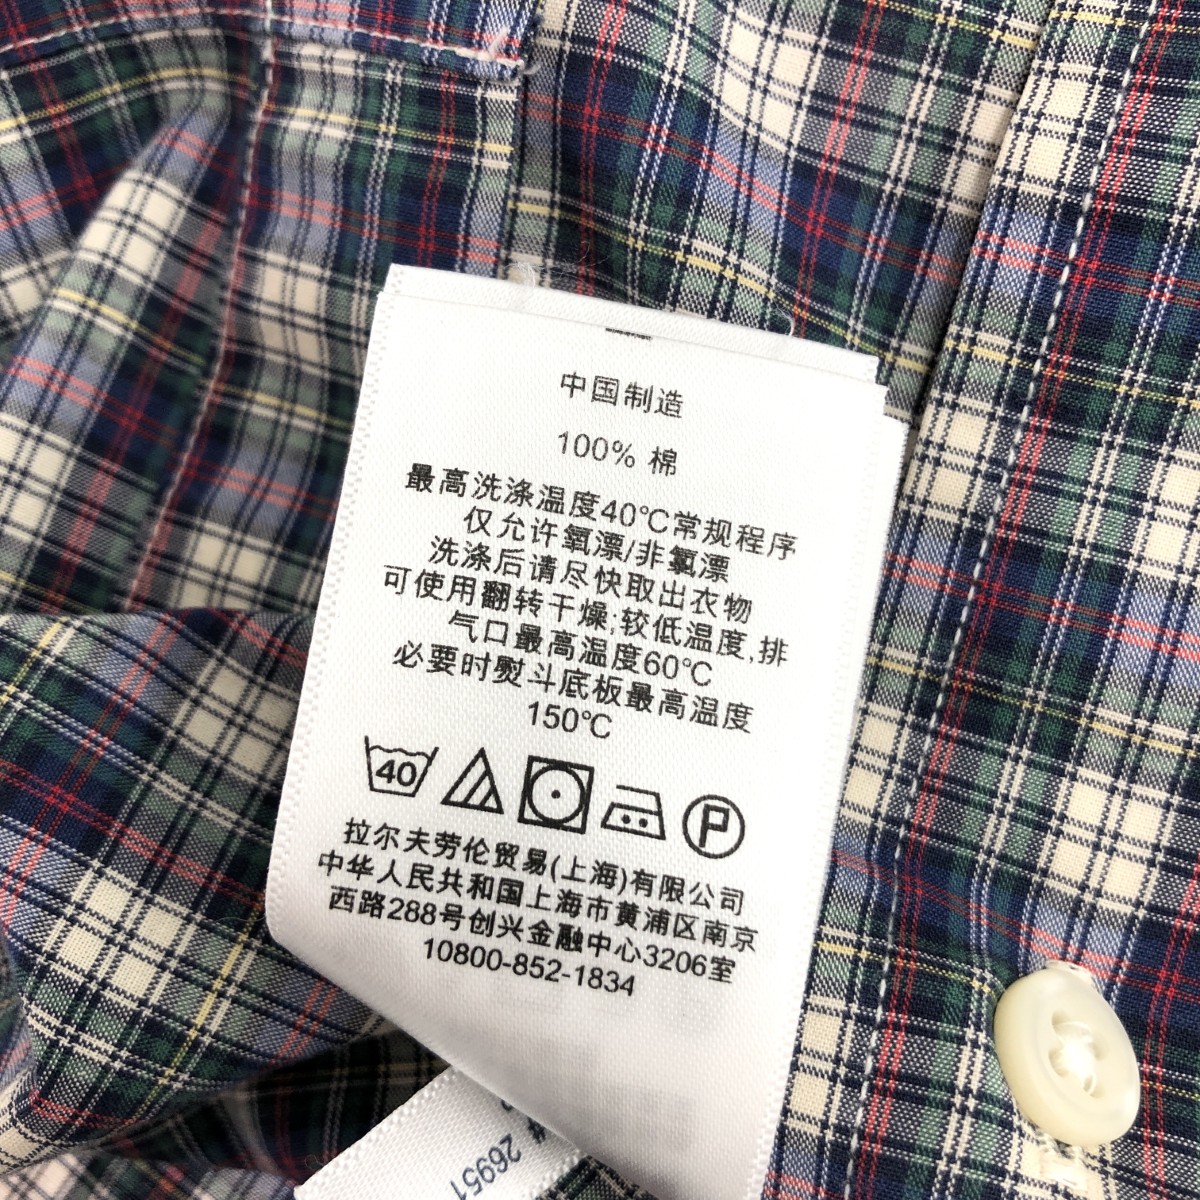 中国制造
100% 棉
最高洗涤温度40℃常规程序
仅允许氧漂/非氯漂
洗涤后请尽快取出衣物
可使用翻转干燥;较低温度,排
气口最高温度60℃
必要时熨斗底板最高温度
150℃
40
P
拉尔夫劳伦贸易(上海)有限公司
中华人民共和国上海市黄浦区南京
西路288号创兴金融中心3206室
10800-852-1834
# 26951